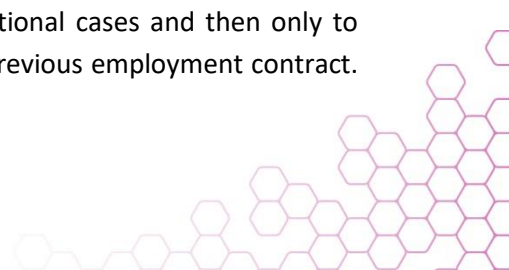 tional cases and then only to
revious employment contract.